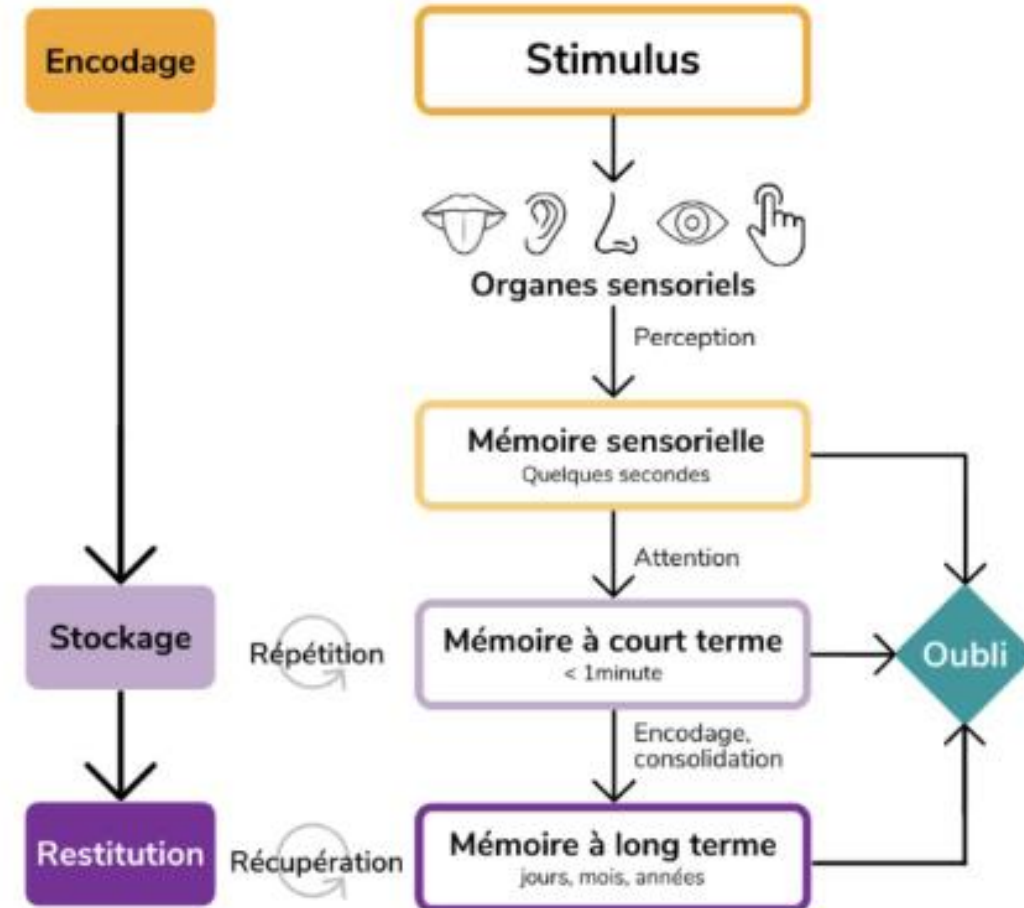 Encodage
Stimulus
Organes sensoriels
Perception
Mémoire sensorielle
Quelques secondes
Attention
Stockage
Répétition
Mémoire à court terme
< 1minute
Oubli
Encodage,
consolidation
Restitution
Récupération
Mémoire à long terme
jours, mois, années